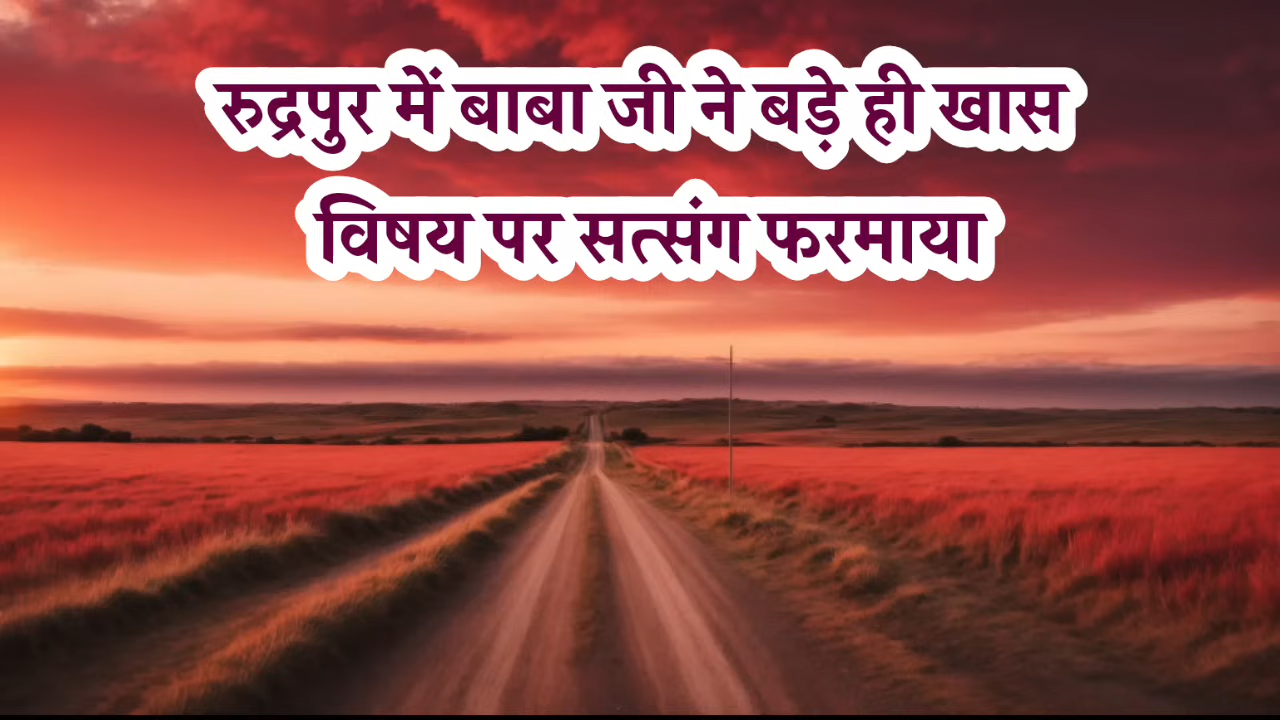 रुद्रपुर में बाबा जी ने बड़े ही खास
विषय पर सत्संग फरमाया